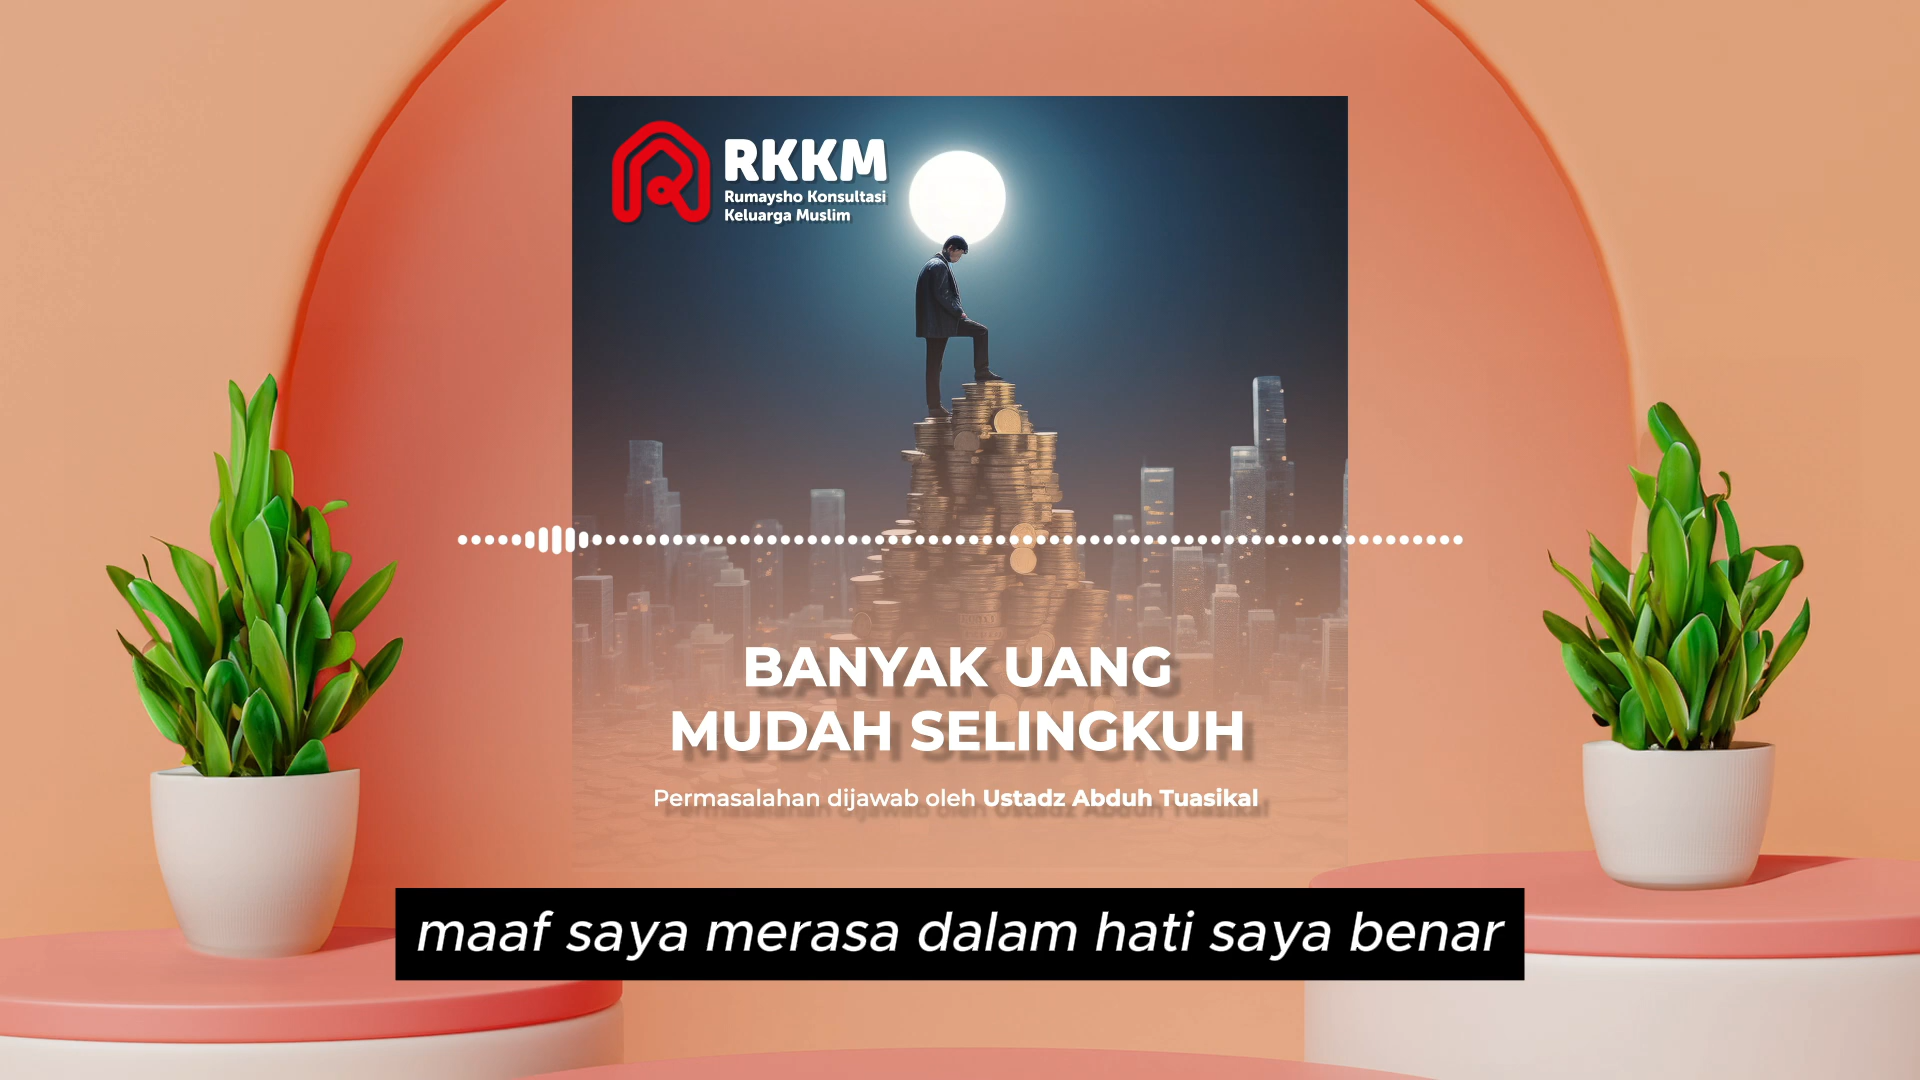 RKKM
Rumaysho Konsultasi
Keluarga Muslim
BANYAK UANG
MUDAH SELINGKUH
Permasalahan dijawab oleh Ustadz Abduh Tuasikal
maaf saya merasa dalam hati saya benar